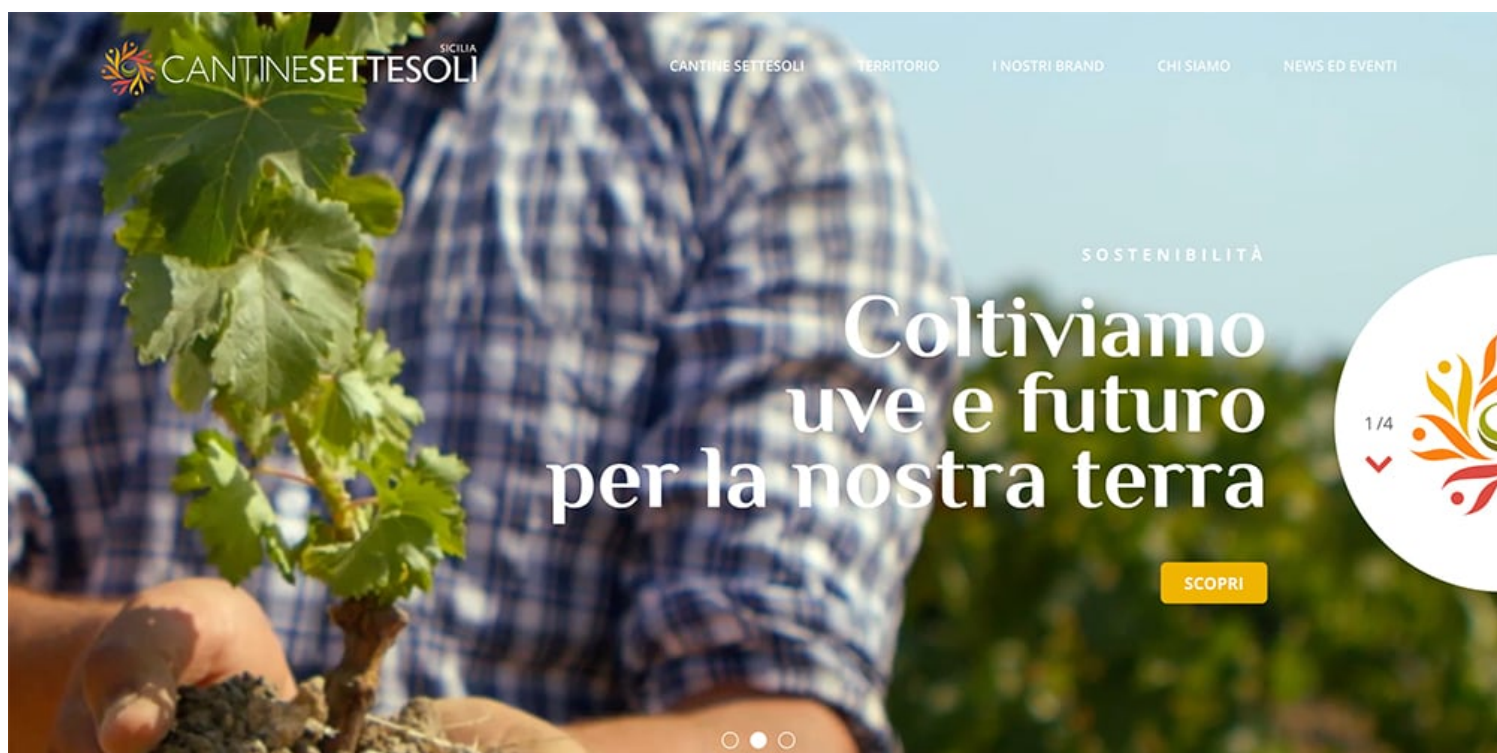 SICILIA
CANTINESETTESOLI
CANTINE SETTESOLI TERRITORIO I NOSTRI BRAND CHI SIAMO NEWS ED EVENTI
SOSTENIBILITÀ
Coltiviamo
uve e futuro
per la nostra terra
1/4
SCOPRI